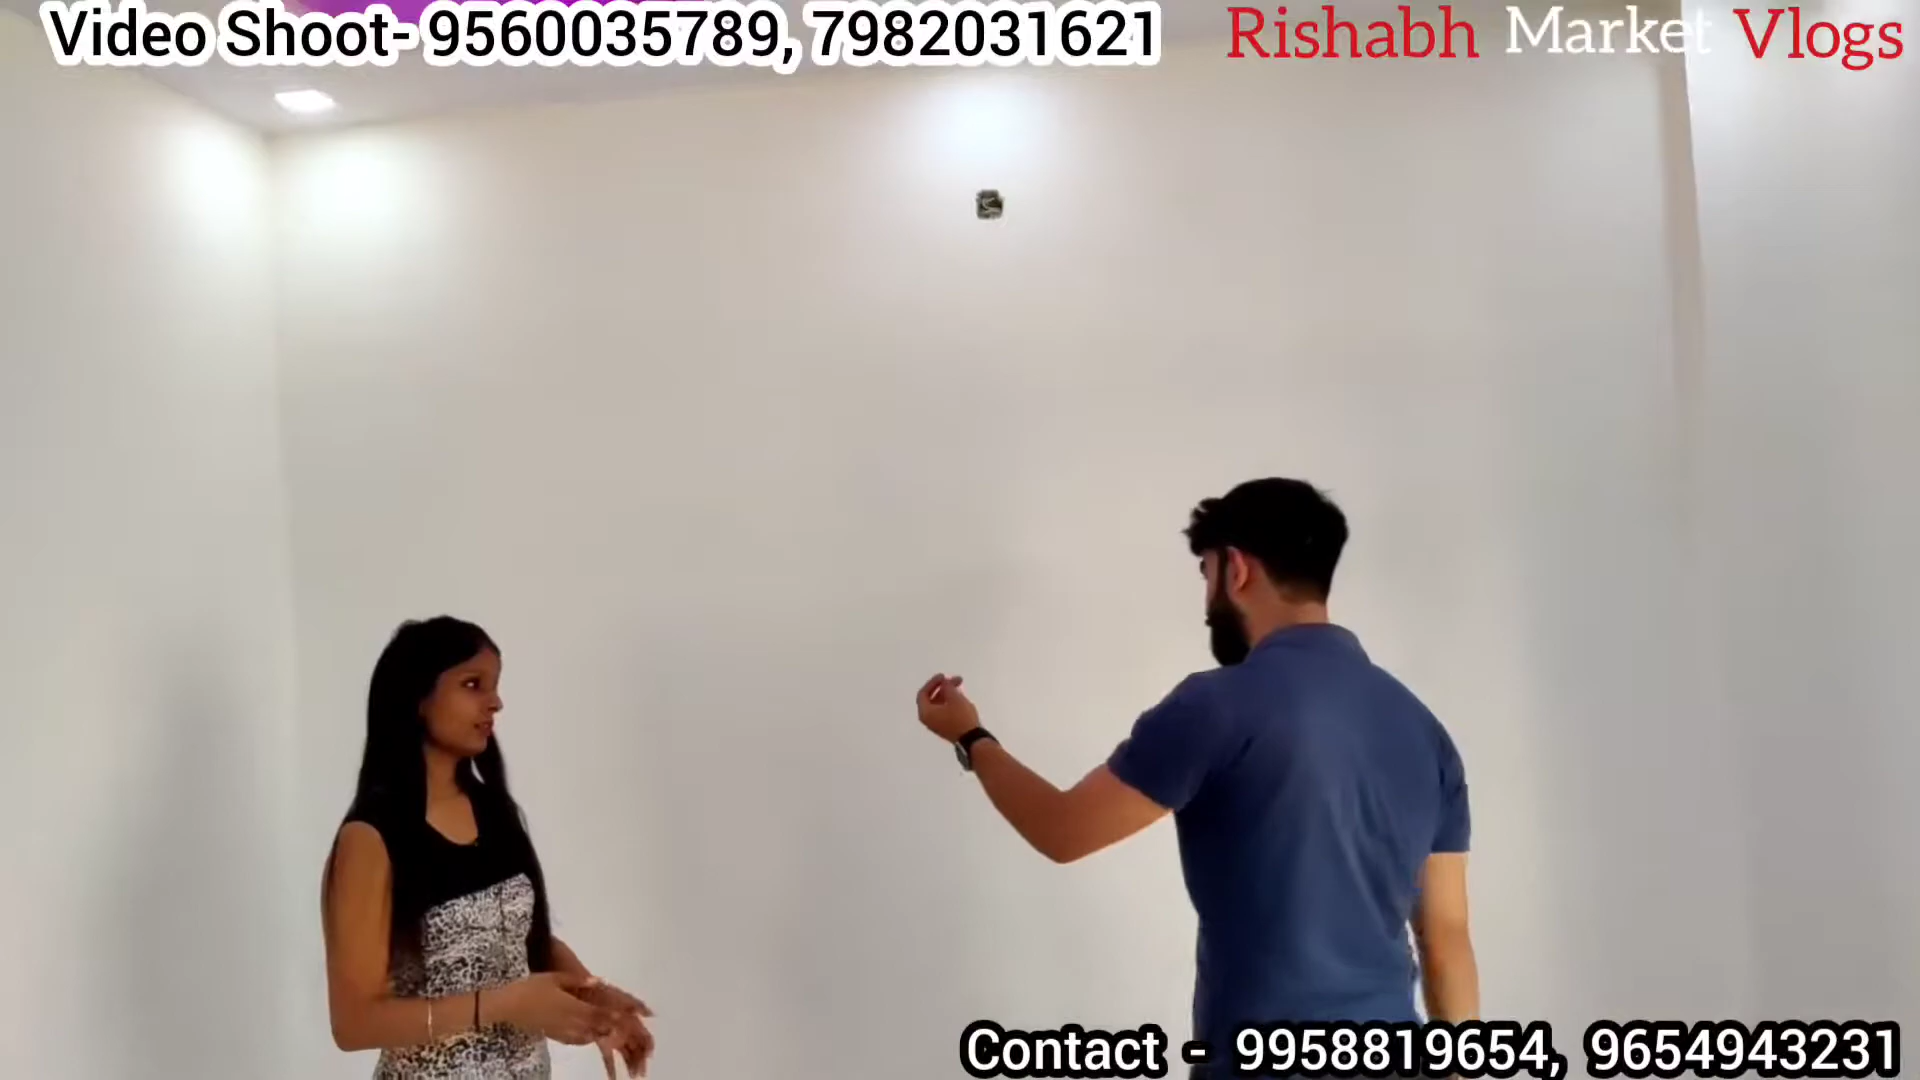 Video Shoot- 9560035789, 7982031621
Rishabh Market Vlogs
Contact - 9958819654, 9654943231